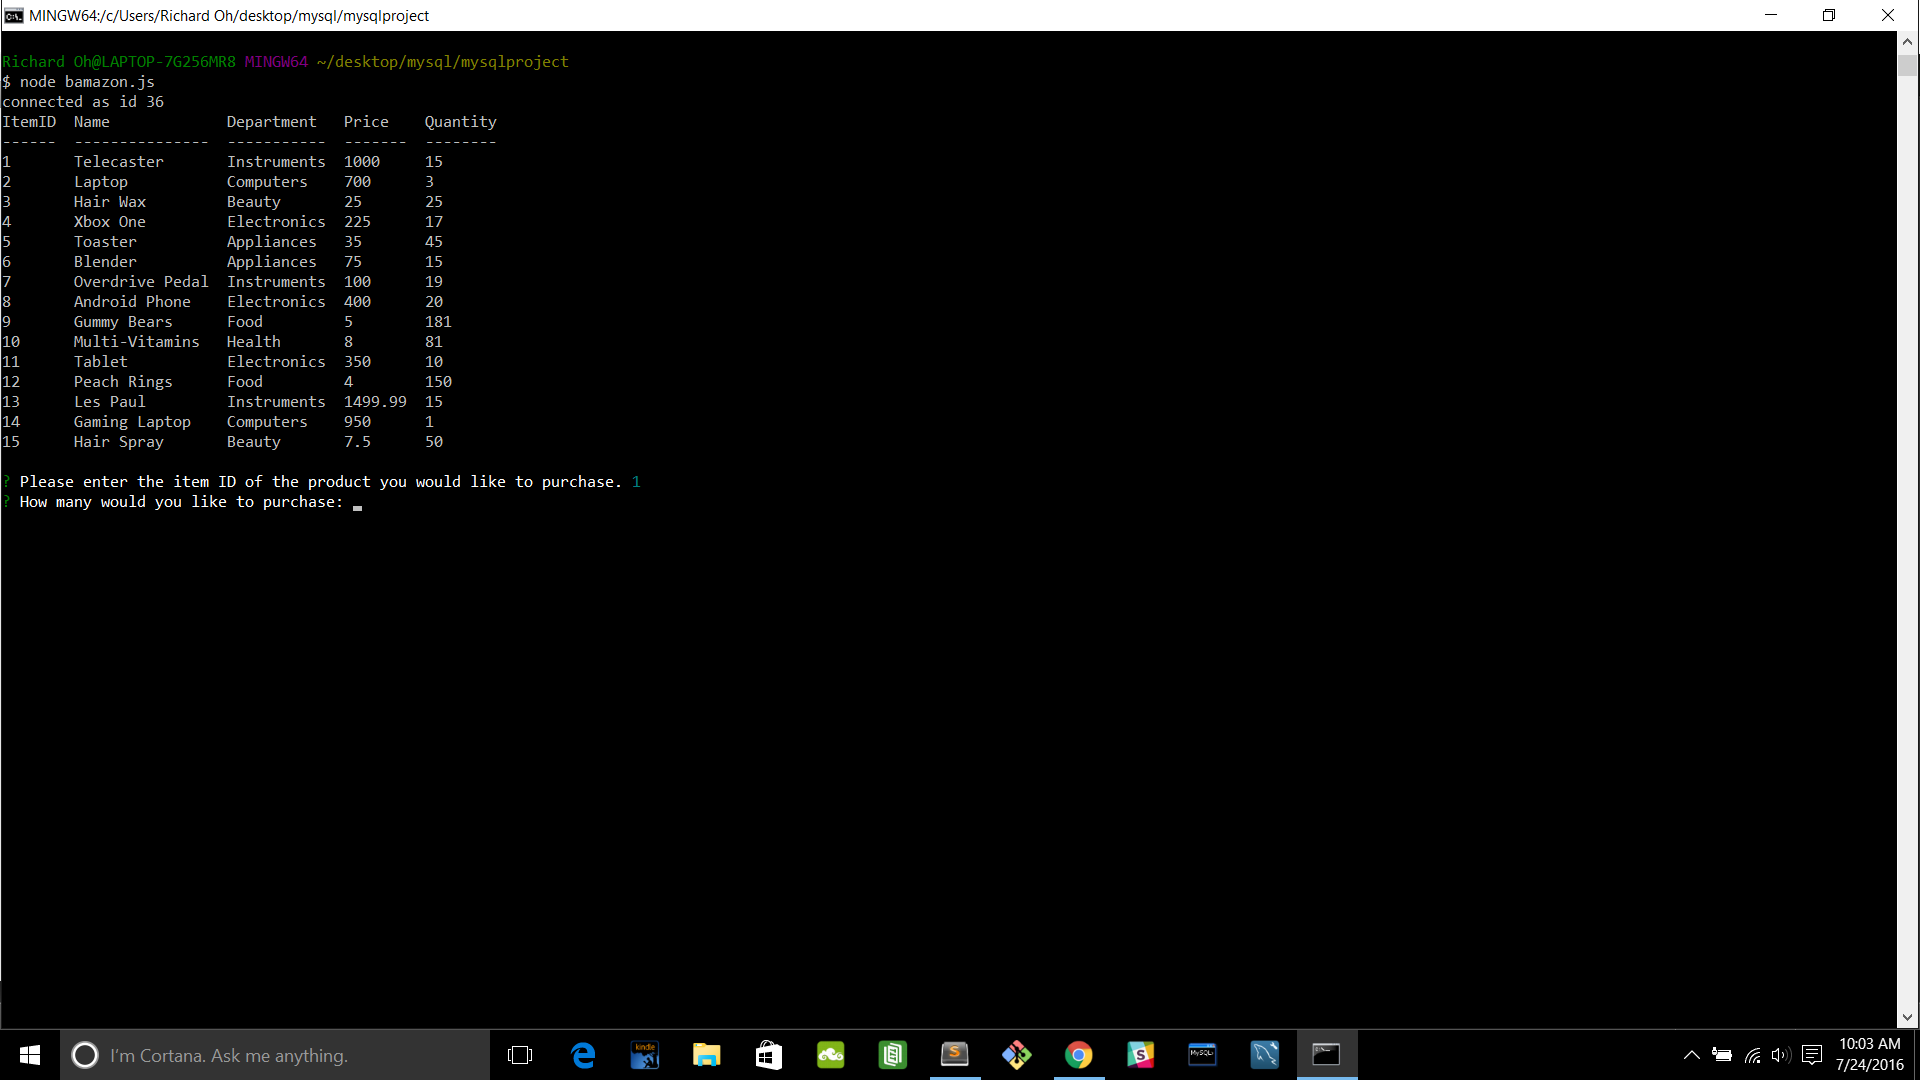 MINGW64:/c/Users/Richard Oh/desktop/mysql/mysqlproject
Richard Oh@LAPTOP-7G256MR8 MINGW64 ~/desktop/mysql/mysqlproject
$ node bamazon.js
connected as id 36
ItemID  Name             Department   Price    Quantity
------  ---------------  -----------  -------  --------
1       Telecaster       Instruments  1000     15
2       Laptop           Computers    700      3
3       Hair Wax         Beauty       25       25
4       Xbox One         Electronics  225      17
5       Toaster          Appliances   35       45
6       Blender          Appliances   75       15
7       Overdrive Pedal  Instruments  100      19
8       Android Phone    Electronics  400      20
9       Gummy Bears      Food         5        181
10      Multi-Vitamins   Health       8        81
11      Tablet           Electronics  350      10
12      Peach Rings      Food         4        150
13      Les Paul         Instruments  1499.99  15
14      Gaming Laptop    Computers    950      1
15      Hair Spray       Beauty       7.5      50
? Please enter the item ID of the product you would like to purchase. 1
? How many would you like to purchase:
I'm Cortana. Ask me anything.
kindle
MySQL>
10:03 AM
7/24/2016